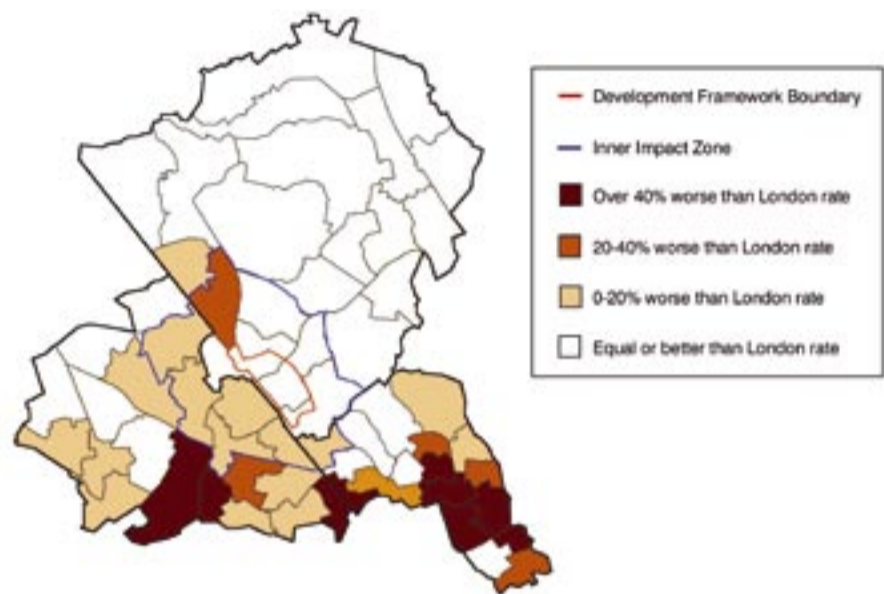 Development Framework Boundary
Inner Impact Zone
Over 40% worse than London rate
20-40% worse than London rate
0-20% worse than London rate
Equal or better than London rate